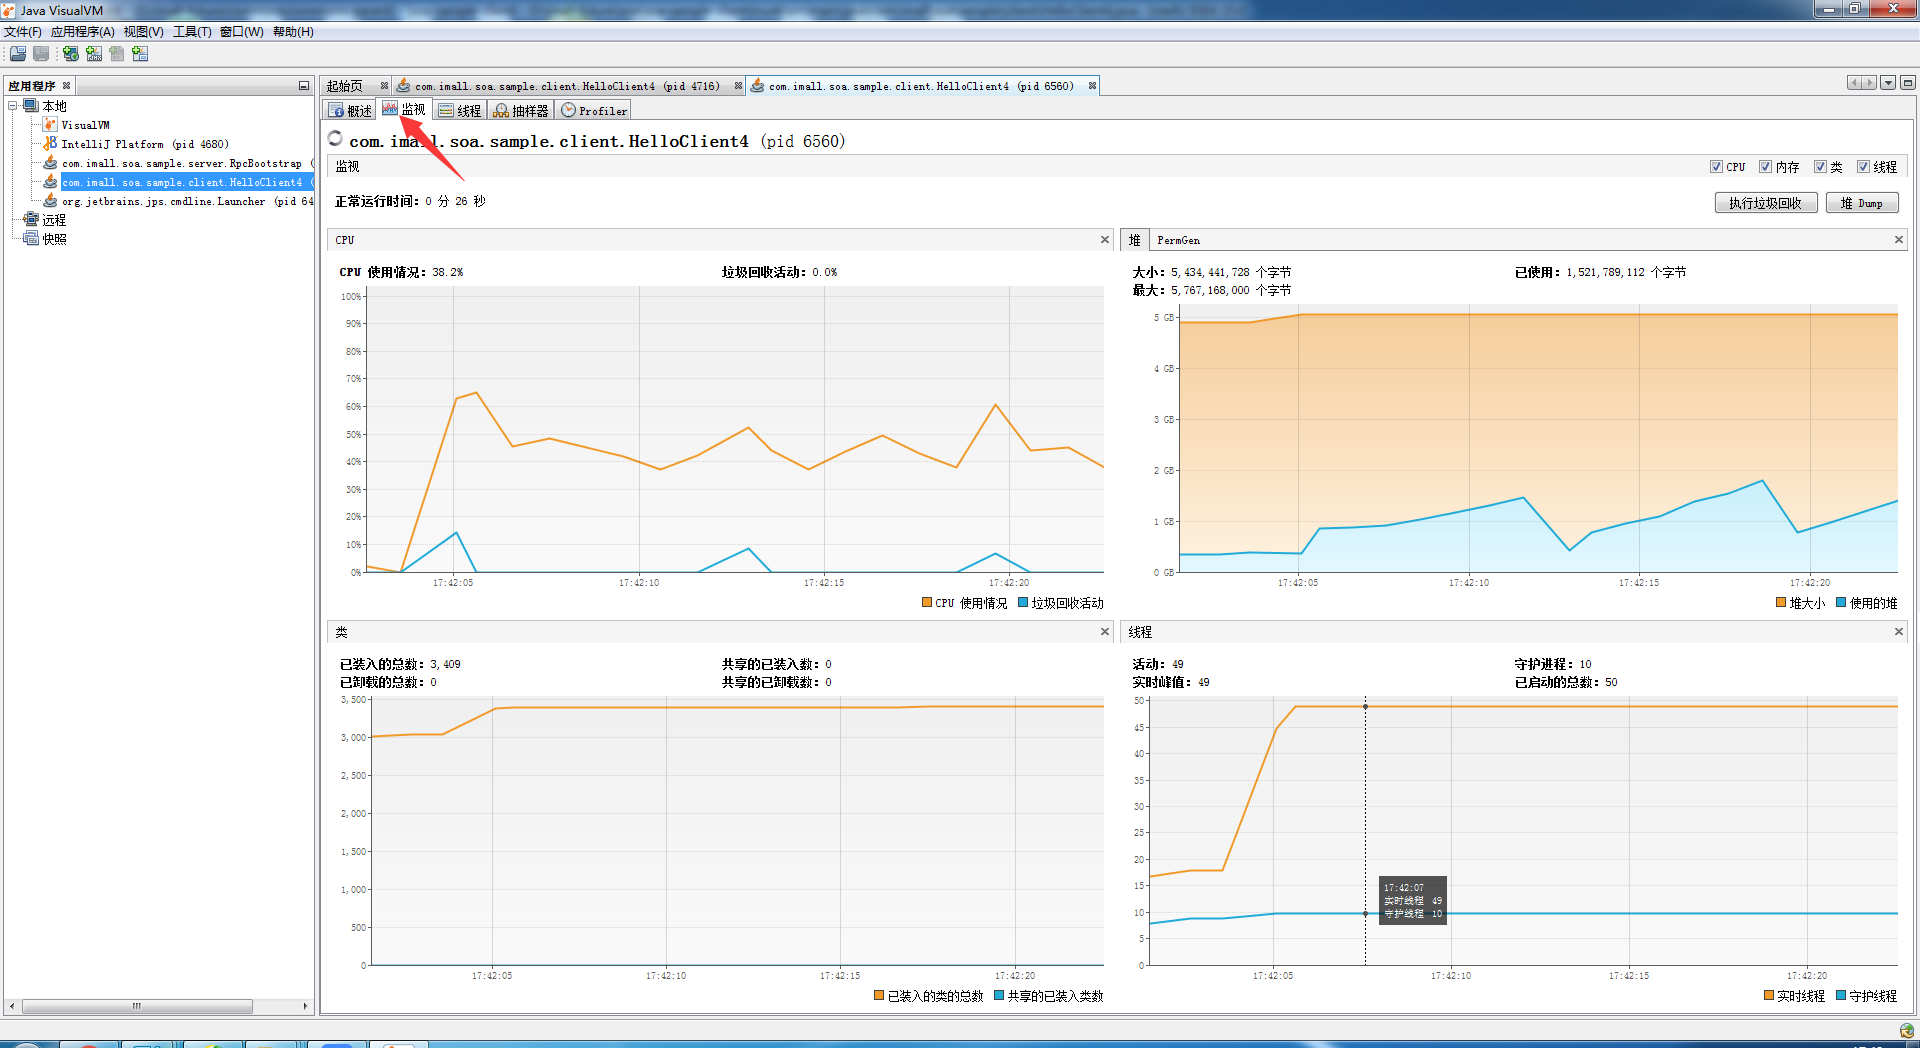 Java VisualVM
文件(F) 应用程序(A) 视图(V) 工具(T) 窗口(W) 帮助(H)
应用程序
本地
VisualVM
IntelliJ Platform (pid 4680)
com.imall.soa.sample.server.RpcBootstrap (
com.imall.soa.sample.client.HelloClient4 (
org.jetbrains.jps.cmdline.Launcher (pid 64
远程
快照
起始页 com.imall.soa.sample.client.HelloClient4 (pid 4716) com.imall.soa.sample.client.HelloClient4 (pid 6560)
概述 监视 线程 抽样器 Profiler
com.imall.soa.sample.client.HelloClient4 (pid 6560)
监视 CPU 内存 类 线程
正常运行时间: 0 分 26 秒 执行垃圾回收 堆 Dump
CPU
CPU 使用情况: 38.2% 垃圾回收活动: 0.0%
100%
90%
80%
70%
60%
50%
40%
30%
20%
10%
0%
17:42:05 17:42:10 17:42:15 17:42:20
CPU 使用情况 垃圾回收活动
堆 PermGen
大小: 5,434,441,728 个字节 已使用: 1,521,789,112 个字节
最大: 5,767,168,000 个字节
5 GB
4 GB
3 GB
2 GB
1 GB
0 GB
17:42:05 17:42:10 17:42:15 17:42:20
堆大小 使用的堆
类
已装入的总数: 3,409 共享的已装入数: 0
已卸载的总数: 0 共享的已卸载数: 0
3,500
3,000
2,500
2,000
1,500
1,000
500
0
17:42:05 17:42:10 17:42:15 17:42:20
已装入的类的总数 共享的已装入类数
线程
活动: 49 守护进程: 10
实时峰值: 49 已启动的总数: 50
50
45
40
35
30
25
20
15
10
5
0
17:42:07
实时线程 49
守护线程 10
17:42:05 17:42:10 17:42:15 17:42:20
实时线程 守护线程